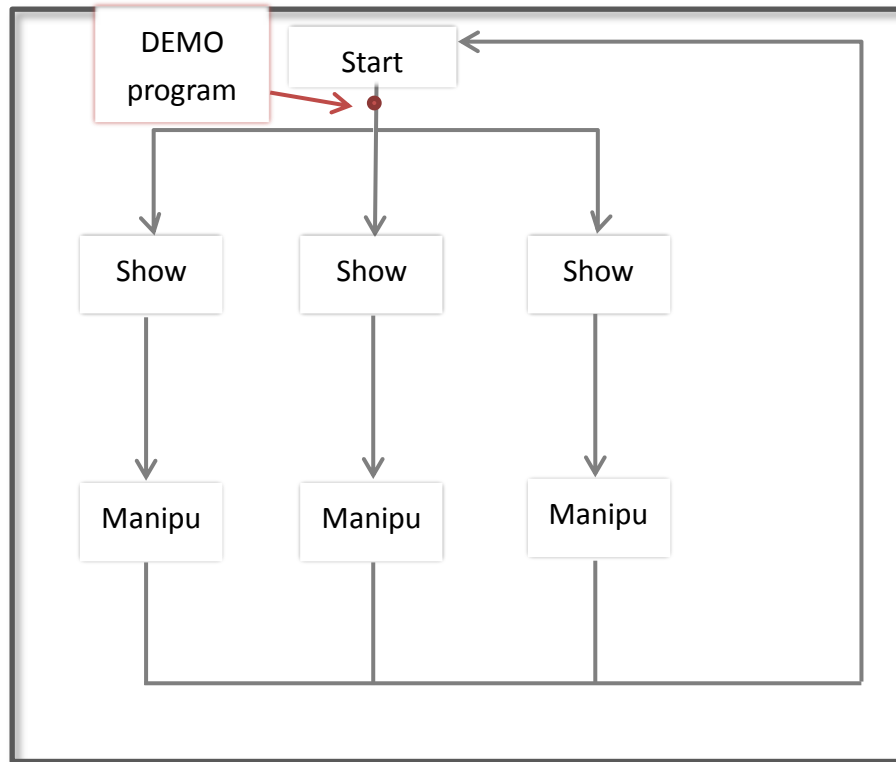 DEMO
program
Start
Show
Show
Show
Manipu
Manipu
Manipu